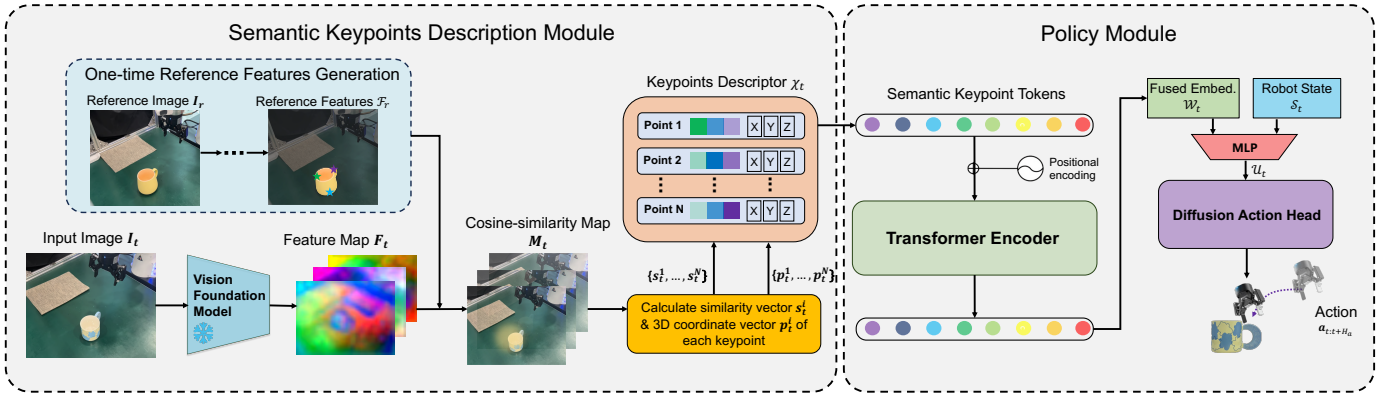 Semantic Keypoints Description Module
One-time Reference Features Generation
Reference Image I_r
Reference Features ℱ_r
Input Image I_t
Vision
Foundation
Model
Feature Map F_t
Cosine-similarity Map
M_t
Keypoints Descriptor χ_t
Point 1
X Y Z
Point 2
X Y Z
Point N
X Y Z
{s_t^1, ..., s_t^N}
{p_t^1, ..., p_t^N}
Calculate similarity vector s_t^i
& 3D coordinate vector p_t^i of
each keypoint
Policy Module
Semantic Keypoint Tokens
Positional
encoding
Transformer Encoder
Fused Embed.
𝒲_t
Robot State
𝒮_t
MLP
𝒰_t
Diffusion Action Head
Action
a_{t:t+H_a}